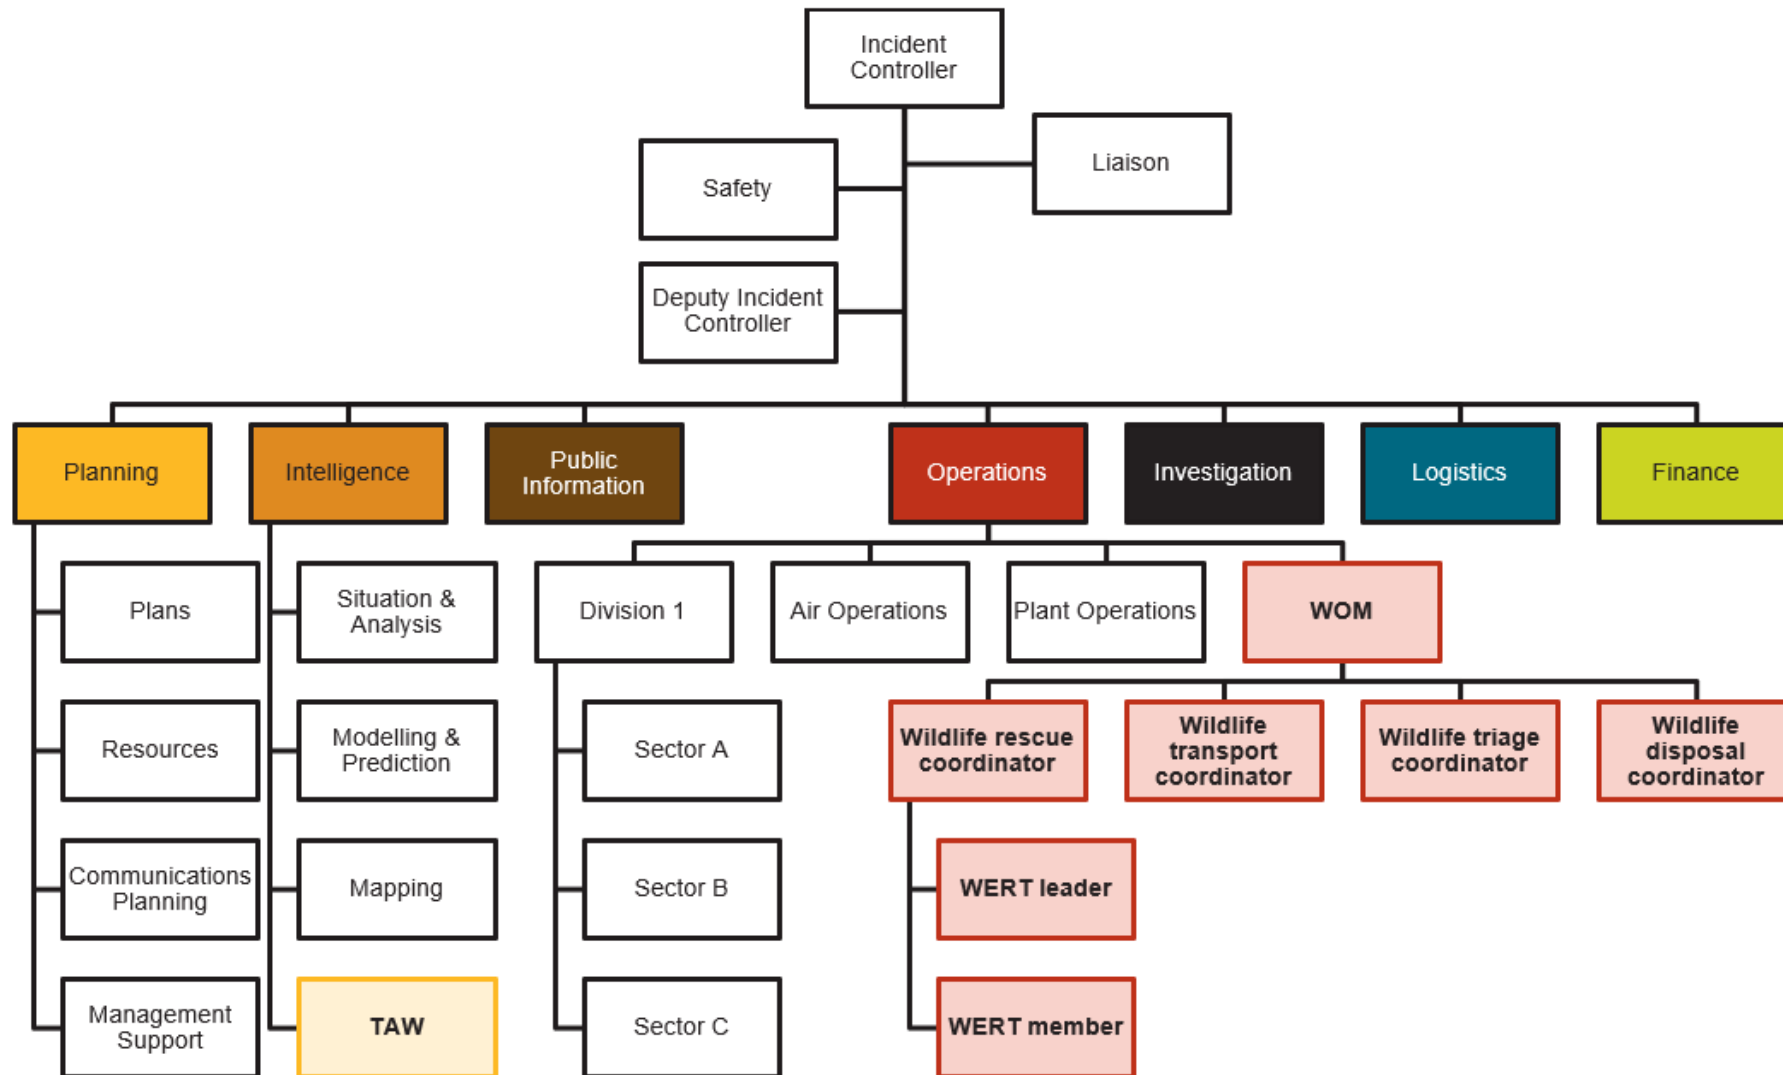 Incident
Controller
Liaison
Safety
Deputy Incident
Controller
Planning
Intelligence
Public
Information
Operations
Investigation
Logistics
Finance
Plans
Situation &
Analysis
Division 1
Air Operations
Plant Operations
WOM
Resources
Modelling &
Prediction
Sector A
Wildlife rescue
coordinator
Wildlife
transport
coordinator
Wildlife triage
coordinator
Wildlife
disposal
coordinator
Communications
Planning
Mapping
Sector B
WERT leader
Management
Support
TAW
Sector C
WERT member